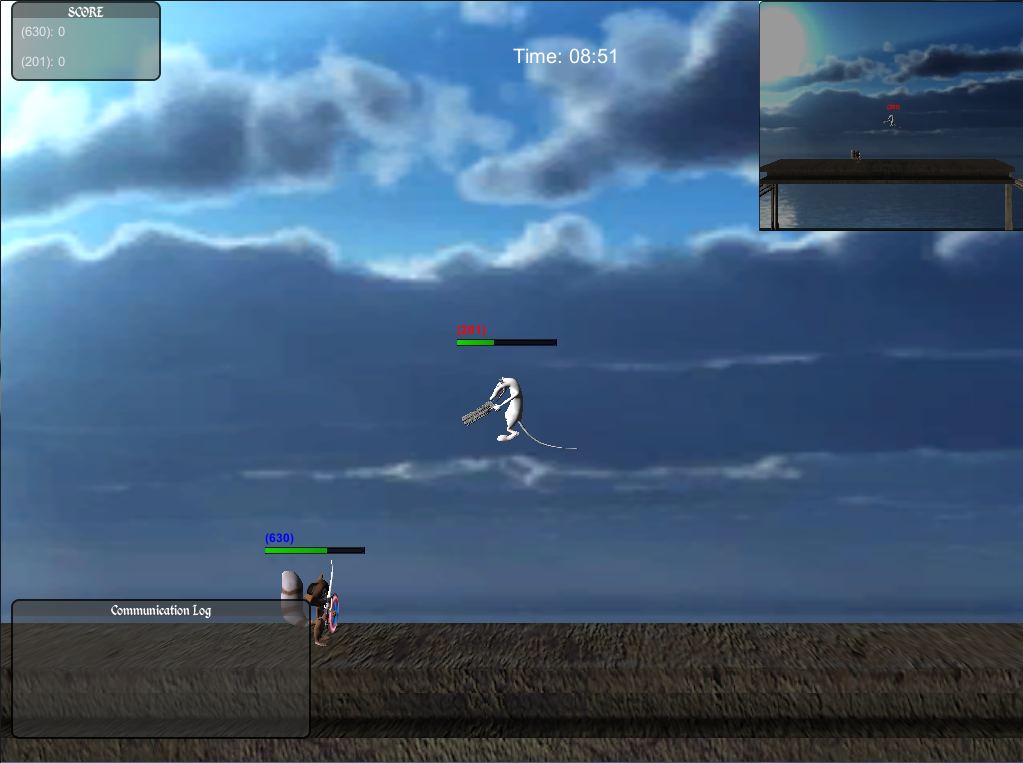 SCORE
(630): 0
(201): 0
Time: 08:51
(201)
(630)
Communication Log